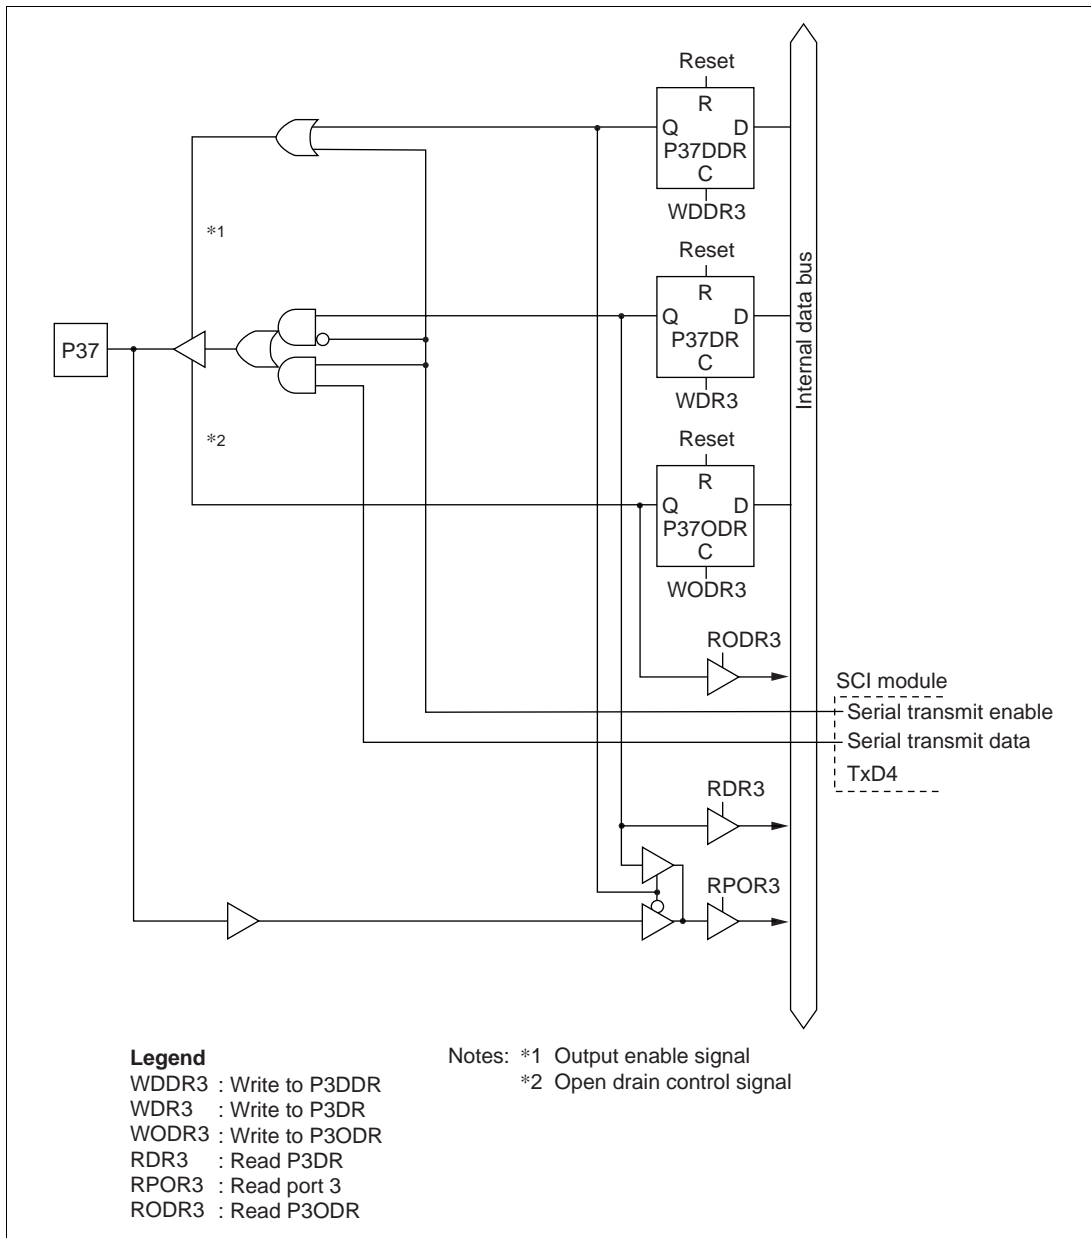 Reset
R
Q D
P37DDR
C
WDDR3
*1
Reset
R
Q D
P37DR
C
WDR3
P37
Internal data bus
*2
Reset
R
Q D
P37ODR
C
WODR3
RODR3
SCI module
Serial transmit enable
Serial transmit data
TxD4
RDR3
RPOR3
Legend
WDDR3 : Write to P3DDR
WDR3 : Write to P3DR
WODR3 : Write to P3ODR
RDR3 : Read P3DR
RPOR3 : Read port 3
RODR3 : Read P3ODR
Notes: *1 Output enable signal
*2 Open drain control signal